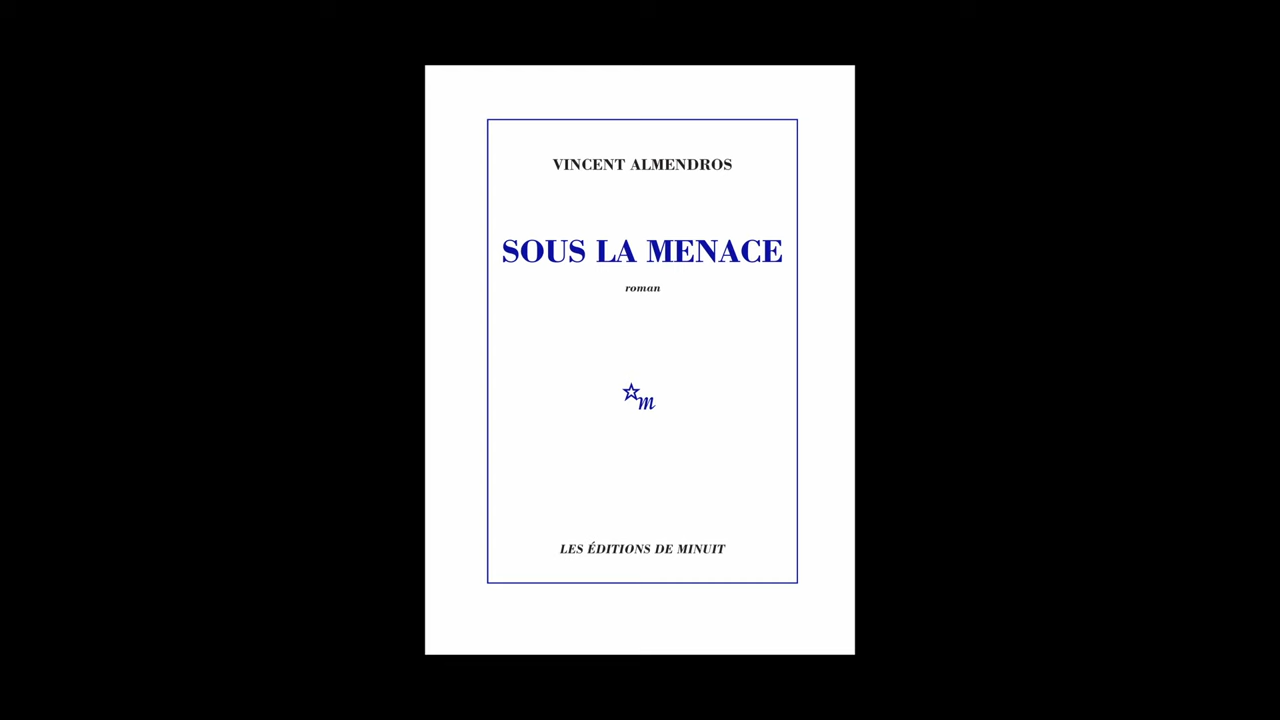 VINCENT ALMENDROS
SOUS LA MENACE
roman
m
LES ÉDITIONS DE MINUIT